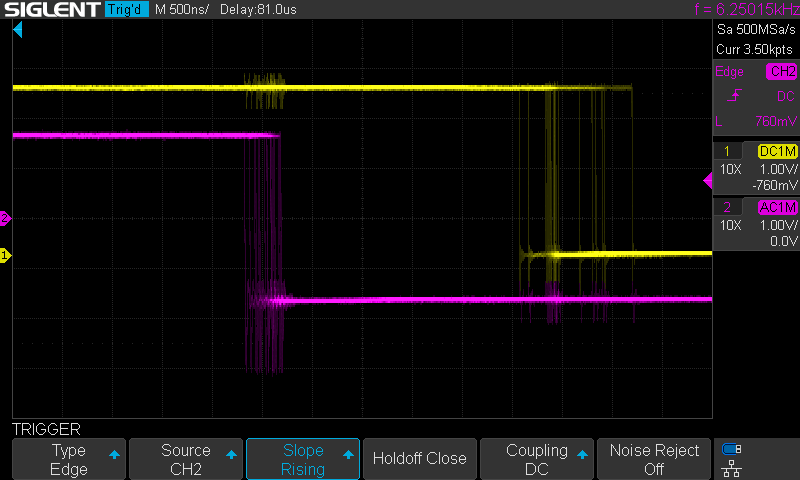 SIGLENT Trig'd M 500ns/ Delay:81.0us f = 6.25015kHz
Sa 500MSa/s
Curr 3.50kpts
Edge CH2
DC
L 760mV
1 DC1M
10X 1.00V/
-760mV
2 AC1M
10X 1.00V/
0.0V
2
1
TRIGGER
Type Source Slope Holdoff Close Coupling Noise Reject
Edge CH2 Rising DC Off